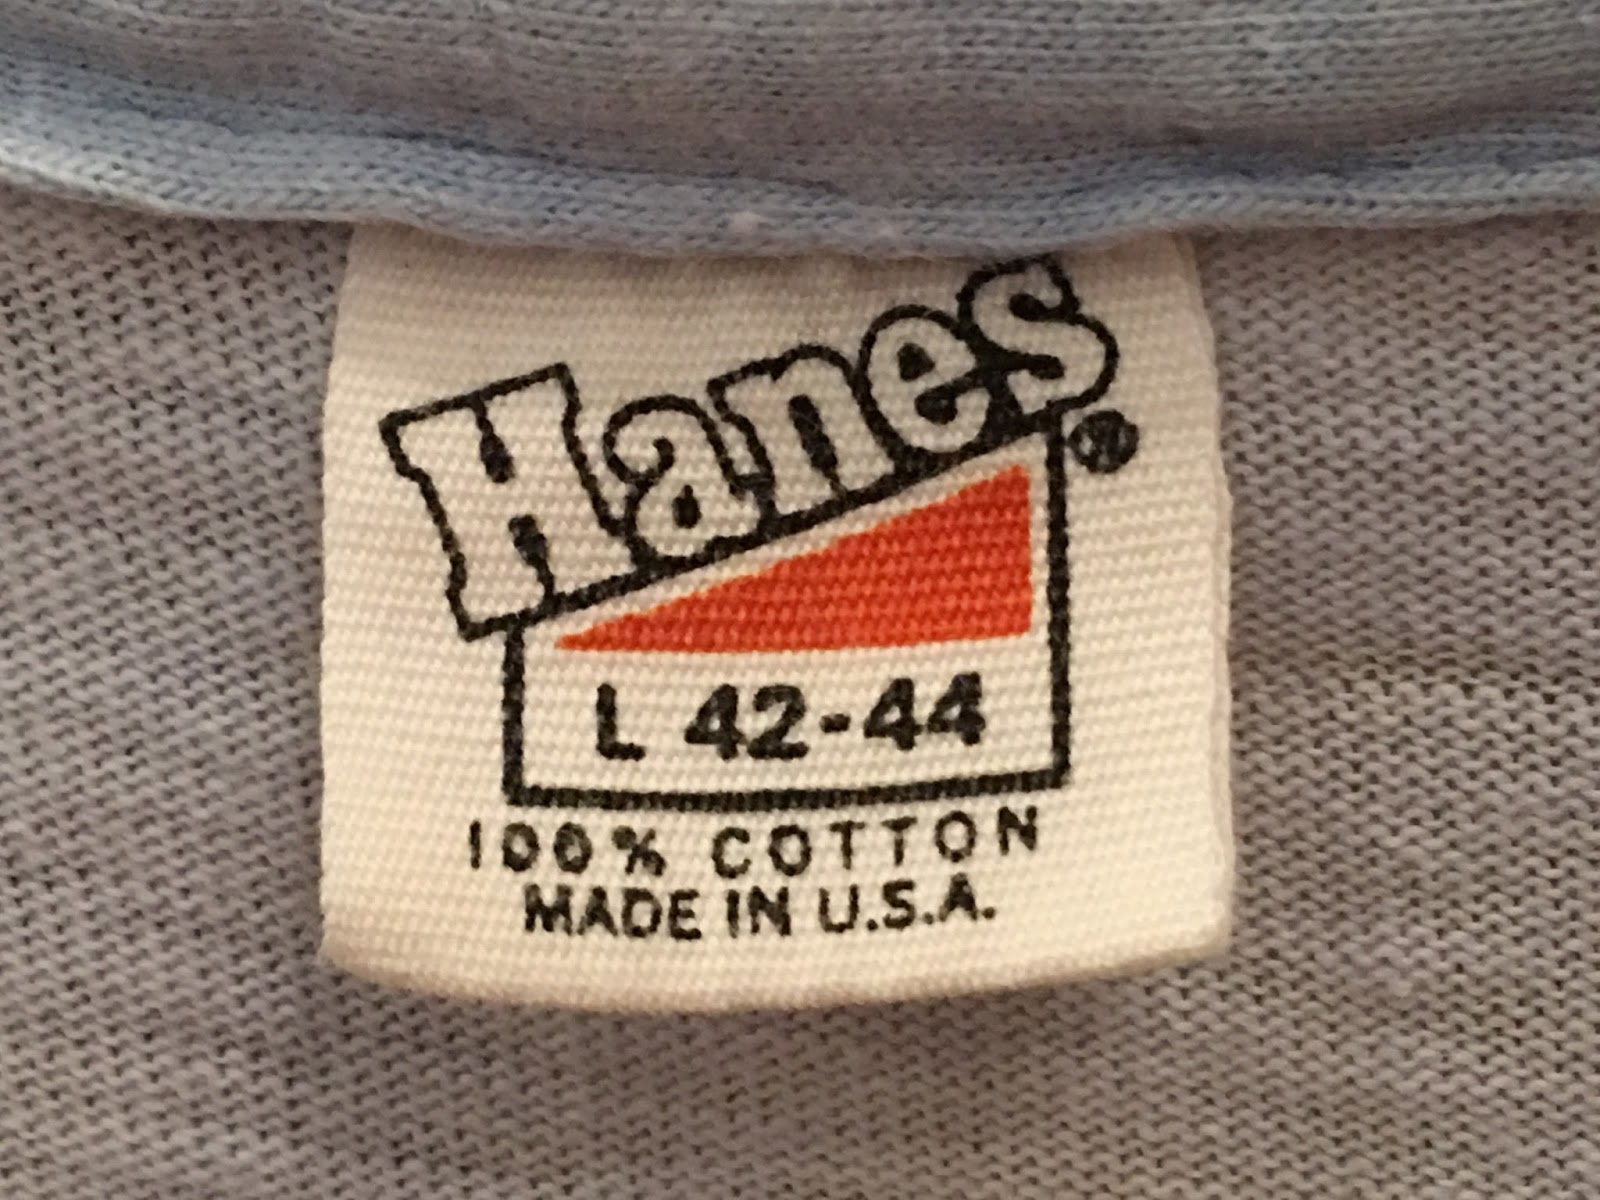 Hanes®
L 42-44
100% COTTON
MADE IN U.S.A.